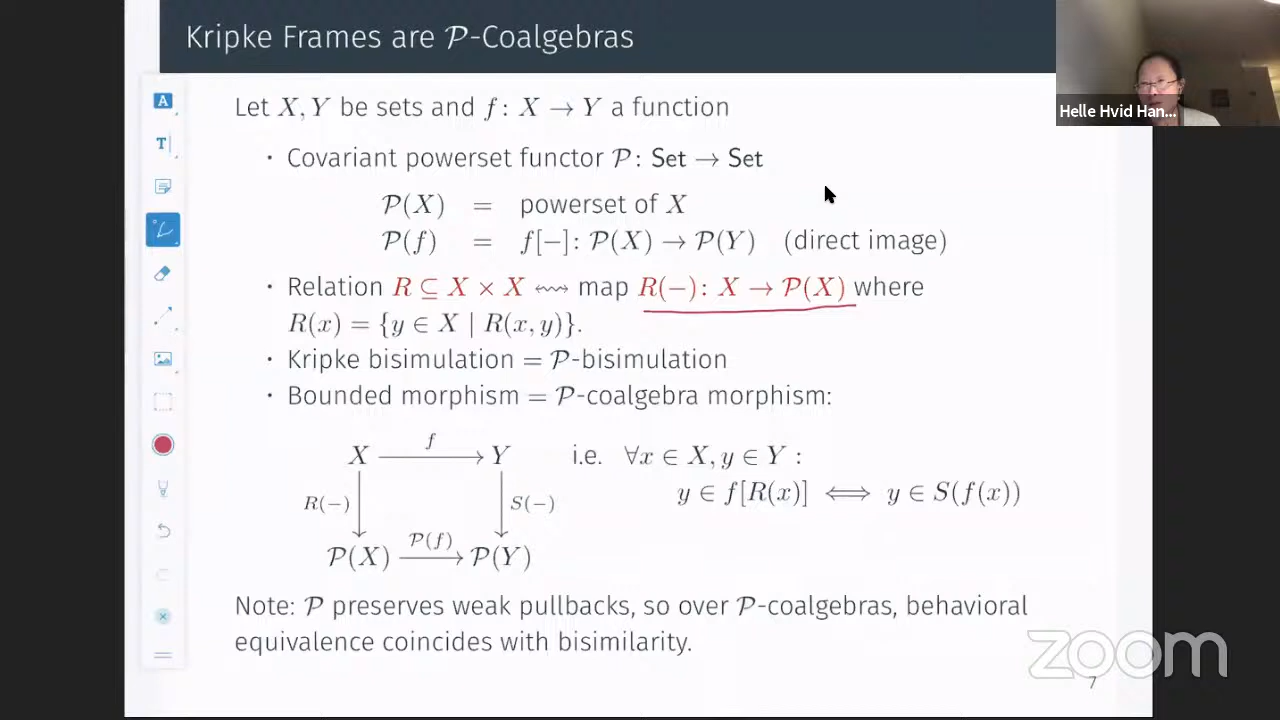 Kripke Frames are 𝒫-Coalgebras
Helle Hvid Han...
Let X, Y be sets and f : X → Y a function
· Covariant powerset functor 𝒫 : Set → Set
𝒫(X) = powerset of X
𝒫(f) = f[−] : 𝒫(X) → 𝒫(Y) (direct image)
· Relation R ⊆ X × X ⇝ map R(−) : X → 𝒫(X) where
R(x) = {y ∈ X | R(x, y)}.
· Kripke bisimulation = 𝒫-bisimulation
· Bounded morphism = 𝒫-coalgebra morphism:
f
X Y i.e. ∀x ∈ X, y ∈ Y :
y ∈ f[R(x)] ⟺ y ∈ S(f(x))
R(−) S(−)
𝒫(f)
𝒫(X) 𝒫(Y)
Note: 𝒫 preserves weak pullbacks, so over 𝒫-coalgebras, behavioral
equivalence coincides with bisimilarity.
zoom
7